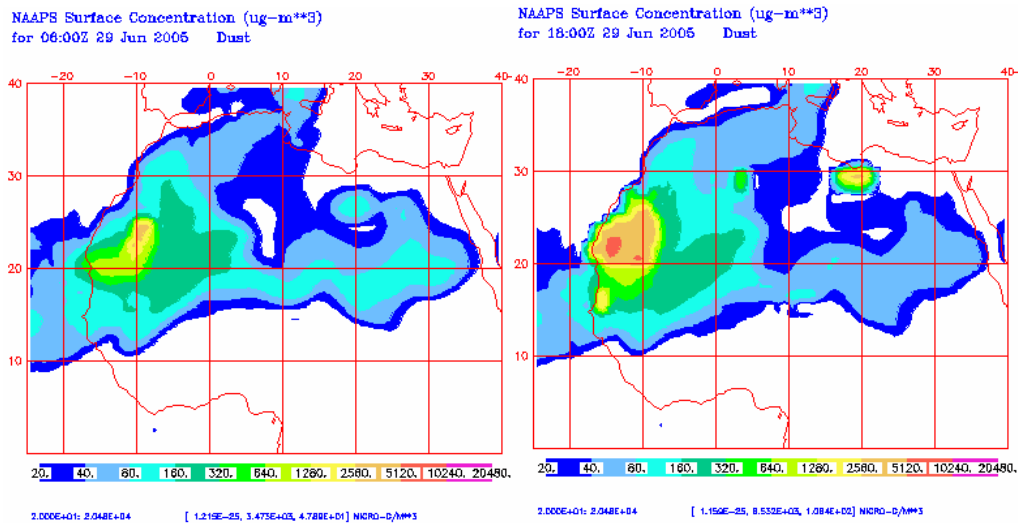 NAAPS Surface Concentration (ug-m**3)
for 06:00Z 29 Jun 2005 Dust
-20 -10 0 10 20 30 40
40
30
20
10
20. 40. 80. 160. 320. 640. 1280. 2560. 5120. 10240. 20480.
2.000E+01: 2.048E+04 [ 1.215E-25, 3.473E+03, 4.789E+01] MICRO-G/M**3
NAAPS Surface Concentration (ug-m**3)
for 18:00Z 29 Jun 2005 Dust
-20 -10 0 10 20 30 40
40
30
20
10
20. 40. 80. 160. 320. 640. 1280. 2560. 5120. 10240. 20480.
2.000E+01: 2.048E+04 [ 1.159E-25, 8.532E+03, 1.084E+02] MICRO-G/M**3